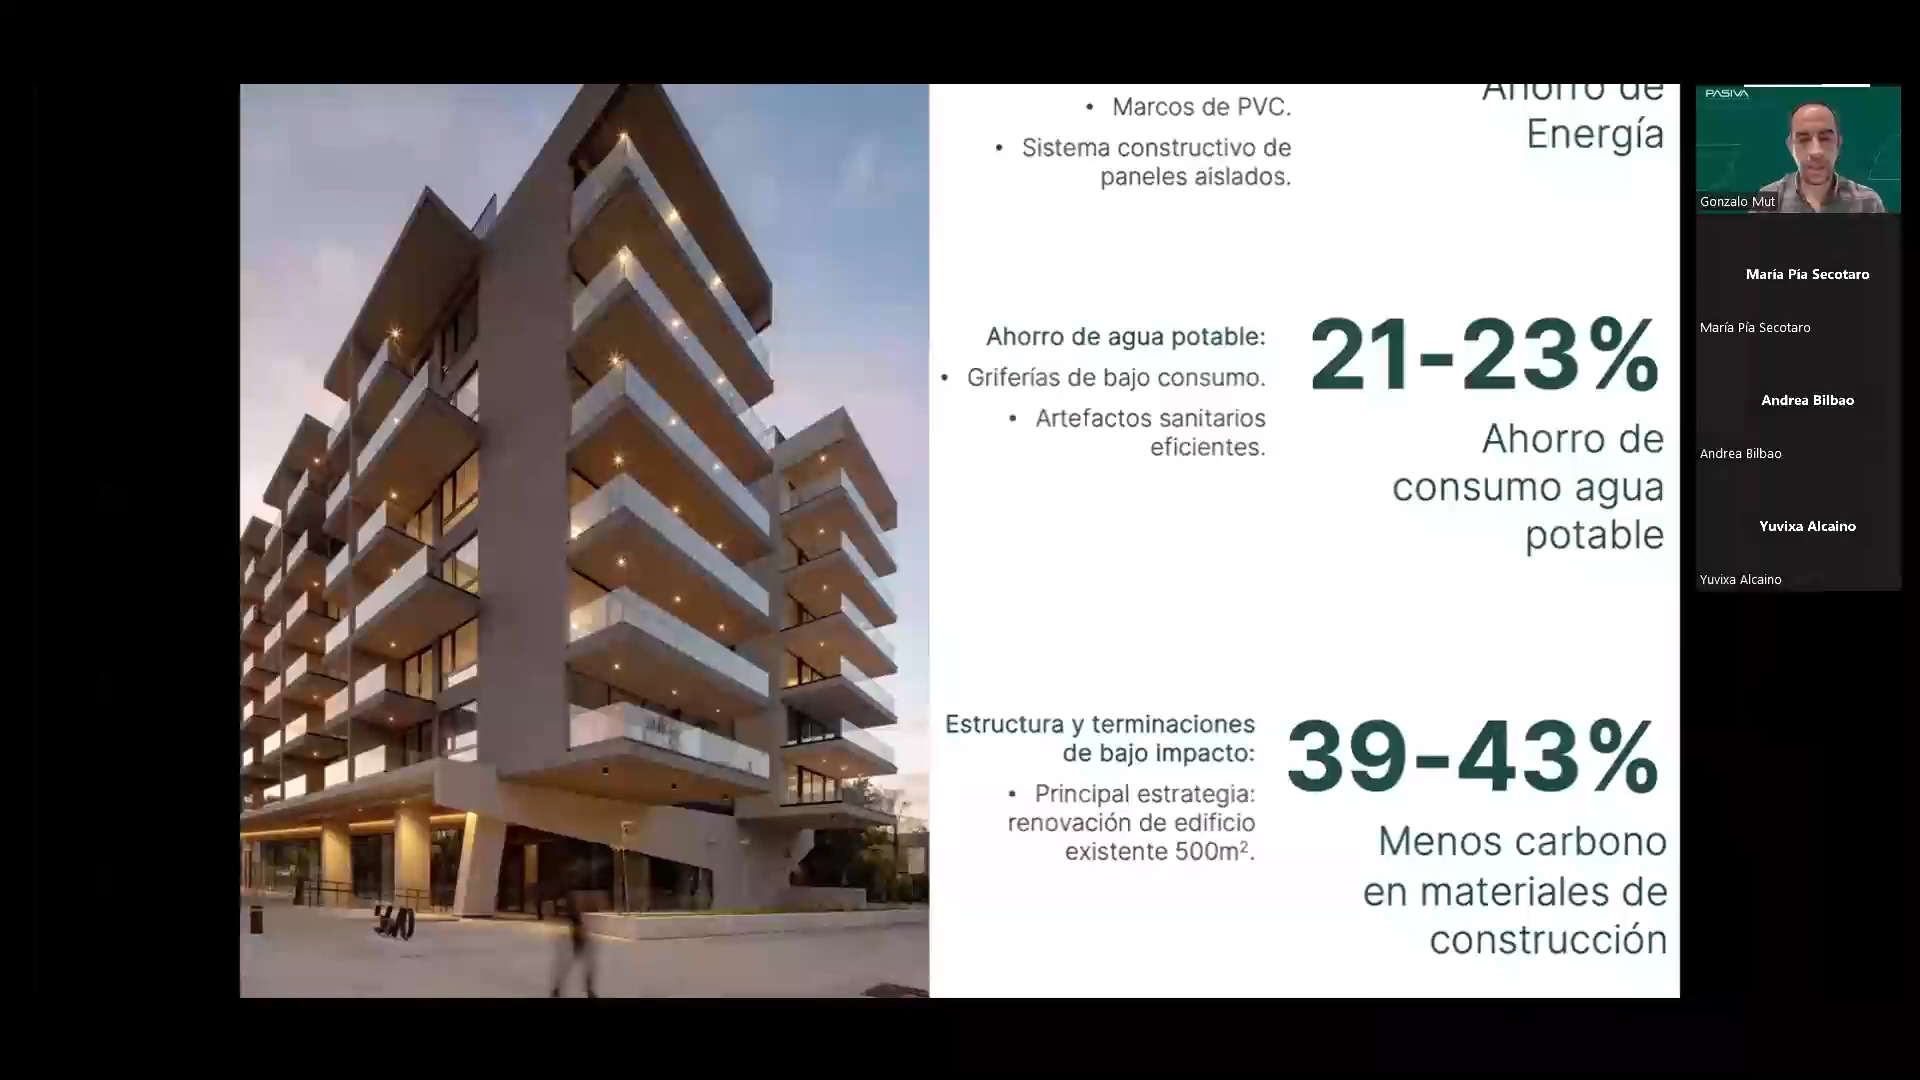 Marcos de PVC.
Sistema constructivo de
paneles aislados.
Ahorro de
Energía
Ahorro de agua potable:
Griferías de bajo consumo.
Artefactos sanitarios
eficientes.
21-23%
Ahorro de
consumo agua
potable
Estructura y terminaciones
de bajo impacto:
Principal estrategia:
renovación de edificio
existente 500m².
39-43%
Menos carbono
en materiales de
construcción
PASIVA
Gonzalo Mut
María Pía Secotaro
María Pía Secotaro
Andrea Bilbao
Andrea Bilbao
Yuvixa Alcaino
Yuvixa Alcaino